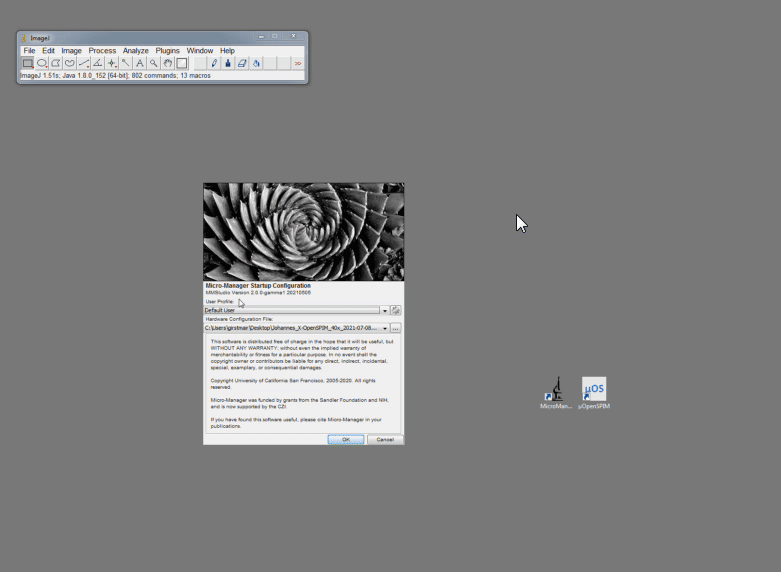 ImageJ
File Edit Image Process Analyze Plugins Window Help
A
>>
ImageJ 1.51s; Java 1.8.0_152 [64-bit]; 802 commands; 13 macros
Micro-Manager Startup Configuration
MMStudio Version 2.0.0-gamma1 20210505
User Profile:
Default User
Hardware Configuration File:
C:\Users\girstmair\Desktop\Johannes_X-OpenSPIM_40x_2021-07-08... ...
This software is distributed free of charge in the hope that it will be useful, but
WITHOUT ANY WARRANTY; without even the implied warranty of
merchantability or fitness for a particular purpose. In no event shall the
copyright owner or contributors be liable for any direct, indirect, incidental,
special, examplary, or consequential damages.
Copyright University of California San Francisco, 2005-2020. All rights
reserved.
Micro-Manager was funded by grants from the Sandler Foundation and NIH,
and is now supported by the CZI.
If you have found this software useful, please cite Micro-Manager in your
publications.
OK Cancel
µOS
MicroMan... µOpenSPIM